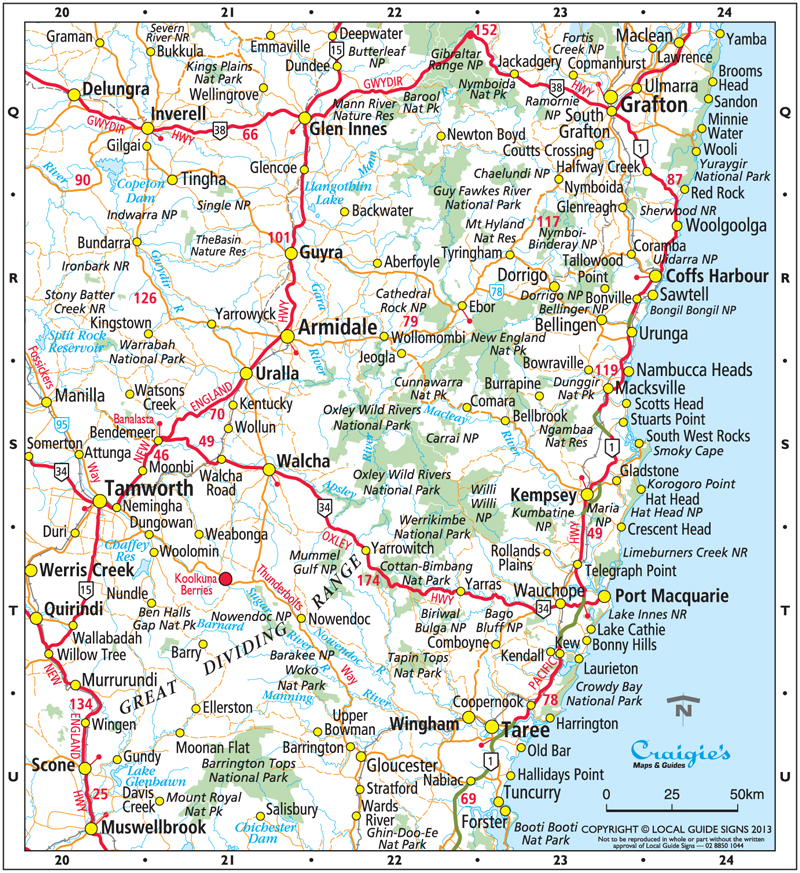 20 21 22 23 24
Q
R
S
T
U
Q
R
S
T
U
Graman
Severn
River NR
Bukkula
Emmaville
Deepwater
15
Butterleaf
NP
Dundee
Kings Plains
Nat Park
Wellingrove
Delungra
Inverell
Gilgai
GWYDIR
HWY
38
66
Glen Innes
Mann River
Nature Res
GWYDIR
Barool
Nat Pk
Gibraltar
Range NP
152
Nymboida
Nat Pk
Jackadgery
Fortis
Creek NP
Copmanhurst
Maclean
Lawrence
Yamba
Brooms
Head
Ulmarra
Sandon
38
HWY
Ramornie
NP
Grafton
South
Grafton
Minnie
Water
Wooli
Newton Boyd
Coutts Crossing
1
Yuraygir
National Park
Halfway Creek
87
Red Rock
River
90
Copeton
Dam
Tingha
Glencoe
Mann
Llangothlin
Lake
Chaelundi NP
Nymboida
Guy Fawkes River
National Park
Single NP
Indwarra NP
Backwater
Glenreagh
Sherwood NR
Woolgoolga
117
Mt Hyland
Nat Res
Nymboi-
Binderay NP
Bundarra
TheBasin
Nature Res
101
Guyra
Aberfoyle
Tyringham
Tallowood
Point
Coramba
Ulidarra NP
Ironbark NR
Gwydir
R
Coffs Harbour
Dorrigo
Stony Batter
Creek NR
126
Gara
Cathedral
Rock NP
78
Dorrigo NP
Bonville
Sawtell
Bellinger NP
Bongil Bongil NP
Kingstown
Yarrowyck
HWY
Ebor
Armidale
79
Wollomombi
New England
Nat Pk
Bellingen
Urunga
Split Rock
Reservoir
Warrabah
National Park
River
Jeogla
Fossickers
Uralla
Bowraville
119
Nambucca Heads
Cunnawarra
Nat Pk
Burrapine
Dunggir
Nat Pk
Macksville
Manilla
Watsons
Creek
ENGLAND
70
Kentucky
Oxley Wild Rivers
National Park
Macleay
Comara
Scotts Head
Banalasta
95
Bellbrook
Stuarts Point
Bendemeer
Wollun
River
Ngambaa
Nat Res
Somerton
Attunga
NEW
46
49
River
Carrai NP
1
South West Rocks
Smoky Cape
34
Way
Moonbi
Walcha
Road
Walcha
Gladstone
Oxley Wild Rivers
National Park
Korogoro Point
Tamworth
Apsley
Willi
Willi
NP
Kempsey
Hat Head
Nemingha
34
Kumbatine
NP
Maria
NP
Hat Head NP
Dungowan
Werrikimbe
National Park
Crescent Head
Duri
Chaffey
Res
Weabonga
OXLEY
HWY
49
Woolomin
Mummel
Gulf NP
Yarrowitch
Rollands
Plains
Limeburners Creek NR
Werris Creek
Koolkuna
Berries
Cottan-Bimbang
Nat Pk
Telegraph Point
15
Thunderbolts
174
Yarras
Wauchope
Nundle
HWY
34
Port Macquarie
Quirindi
Ben Halls
Gap Nat Pk
Nowendoc NP
Nowendoc
Biriwal
Bulga NP
Bago
Bluff NP
Lake Innes NR
Wallabadah
Barnard
River
Nowendoc
R
Lake Cathie
Barry
Comboyne
Kew
Bonny Hills
Willow Tree
GREAT DIVIDING RANGE
Kendall
Laurieton
NEW
Barakee NP
Woko
Nat Park
Way
Tapin Tops
Nat Park
PACIFIC
Crowdy Bay
National Park
Murrurundi
Manning
River
134
Ellerston
Coopernook
78
N
Wingen
Upper
Bowman
Wingham
Taree
Harrington
ENGLAND
Moonan Flat
Barrington
Old Bar
Craigie's
Maps & Guides
Scone
Gundy
Barrington Tops
National Park
Gloucester
1
Lake
Glenbawn
Nabiac
Hallidays Point
Stratford
Tuncurry
0 25 50km
25
Davis
Creek
Mount Royal
Nat Pk
Salisbury
Wards
River
69
Forster
HWY
Muswellbrook
Chichester
Dam
Ghin-Doo-Ee
Nat Park
Booti Booti
Nat Park
COPYRIGHT © LOCAL GUIDE SIGNS 2013
Not to be reproduced in whole or part without the written
approval of Local Guide Signs — 02 8850 1044
20 21 22 23 24